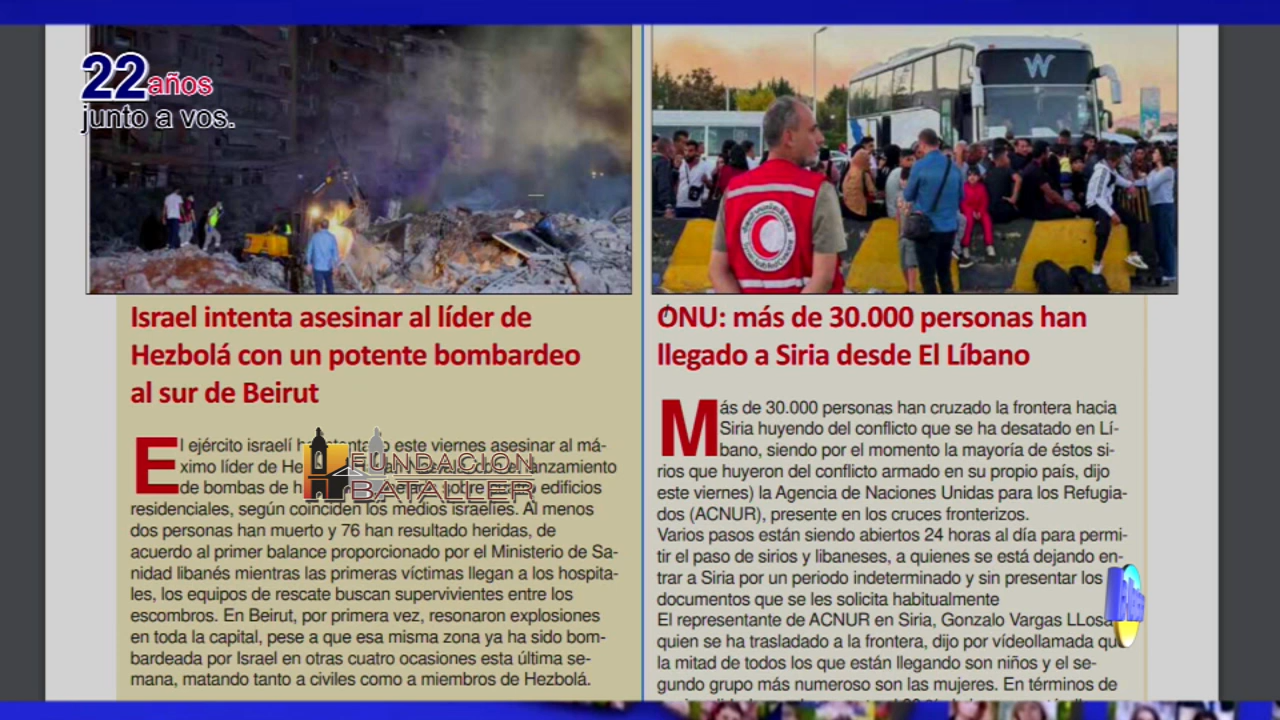 22 años
junto a vos.
W
Israel intenta asesinar al líder de
Hezbolá con un potente bombardeo
al sur de Beirut
El ejército israelí este viernes asesinar al má-
ximo líder de lanzamiento
de bombas de edificios
residenciales, según coinciden los medios israelíes. Al menos
dos personas han muerto y 76 han resultado heridas, de
acuerdo al primer balance proporcionado por el Ministerio de Sa-
nidad libanés mientras las primeras víctimas llegan a los hospita-
les, los equipos de rescate buscan supervivientes entre los
escombros. En Beirut, por primera vez, resonaron explosiones
en toda la capital, pese a que esa misma zona ya ha sido bom-
bardeada por Israel en otras cuatro ocasiones esta última se-
mana, matando tanto a civiles como a miembros de Hezbolá.
FUNDACION
BATALLER
ONU: más de 30.000 personas han
llegado a Siria desde El Líbano
Más de 30.000 personas han cruzado la frontera hacia
Siria huyendo del conflicto que se ha desatado en Lí-
bano, siendo por el momento la mayoría de éstos si-
rios que huyeron del conflicto armado en su propio país, dijo
este viernes) la Agencia de Naciones Unidas para los Refugia-
dos (ACNUR), presente en los cruces fronterizos.
Varios pasos están siendo abiertos 24 horas al día para permi-
tir el paso de sirios y libaneses, a quienes se está dejando en-
trar a Siria por un periodo indeterminado y sin presentar los
documentos que se les solicita habitualmente
El representante de ACNUR en Siria, Gonzalo Vargas LLosa
quien se ha trasladado a la frontera, dijo por vídeollamada que
la mitad de todos los que están llegando son niños y el se-
gundo grupo más numeroso son las mujeres. En términos de